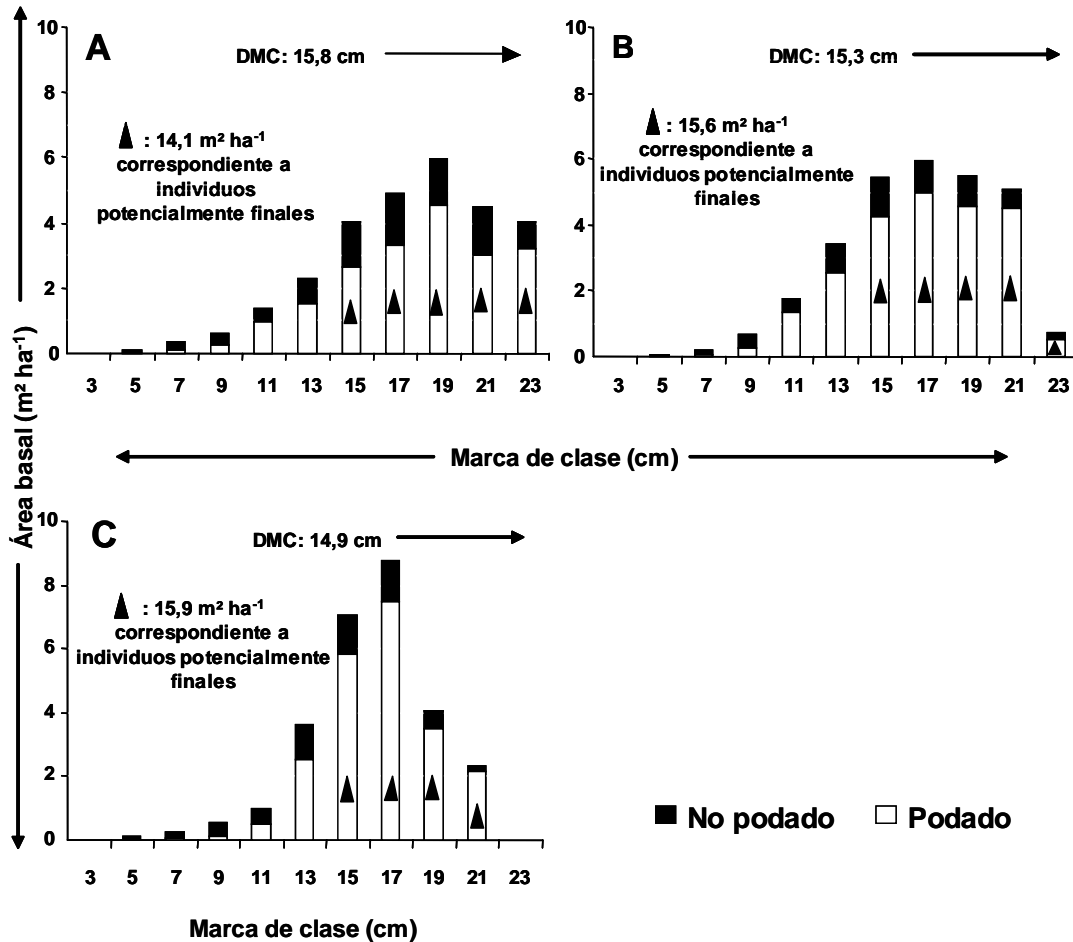 Área basal (m² ha-1)
A
DMC: 15,8 cm
: 14,1 m² ha-1
correspondiente a
individuos
potencialmente finales
10
8
6
4
2
0
3 5 7 9 11 13 15 17 19 21 23
B
DMC: 15,3 cm
: 15,6 m² ha-1
correspondiente a
individuos potencialmente
finales
10
8
6
4
2
0
3 5 7 9 11 13 15 17 19 21 23
Marca de clase (cm)
C
DMC: 14,9 cm
: 15,9 m² ha-1
correspondiente a
individuos potencialmente
finales
10
8
6
4
2
0
3 5 7 9 11 13 15 17 19 21 23
Marca de clase (cm)
No podado Podado